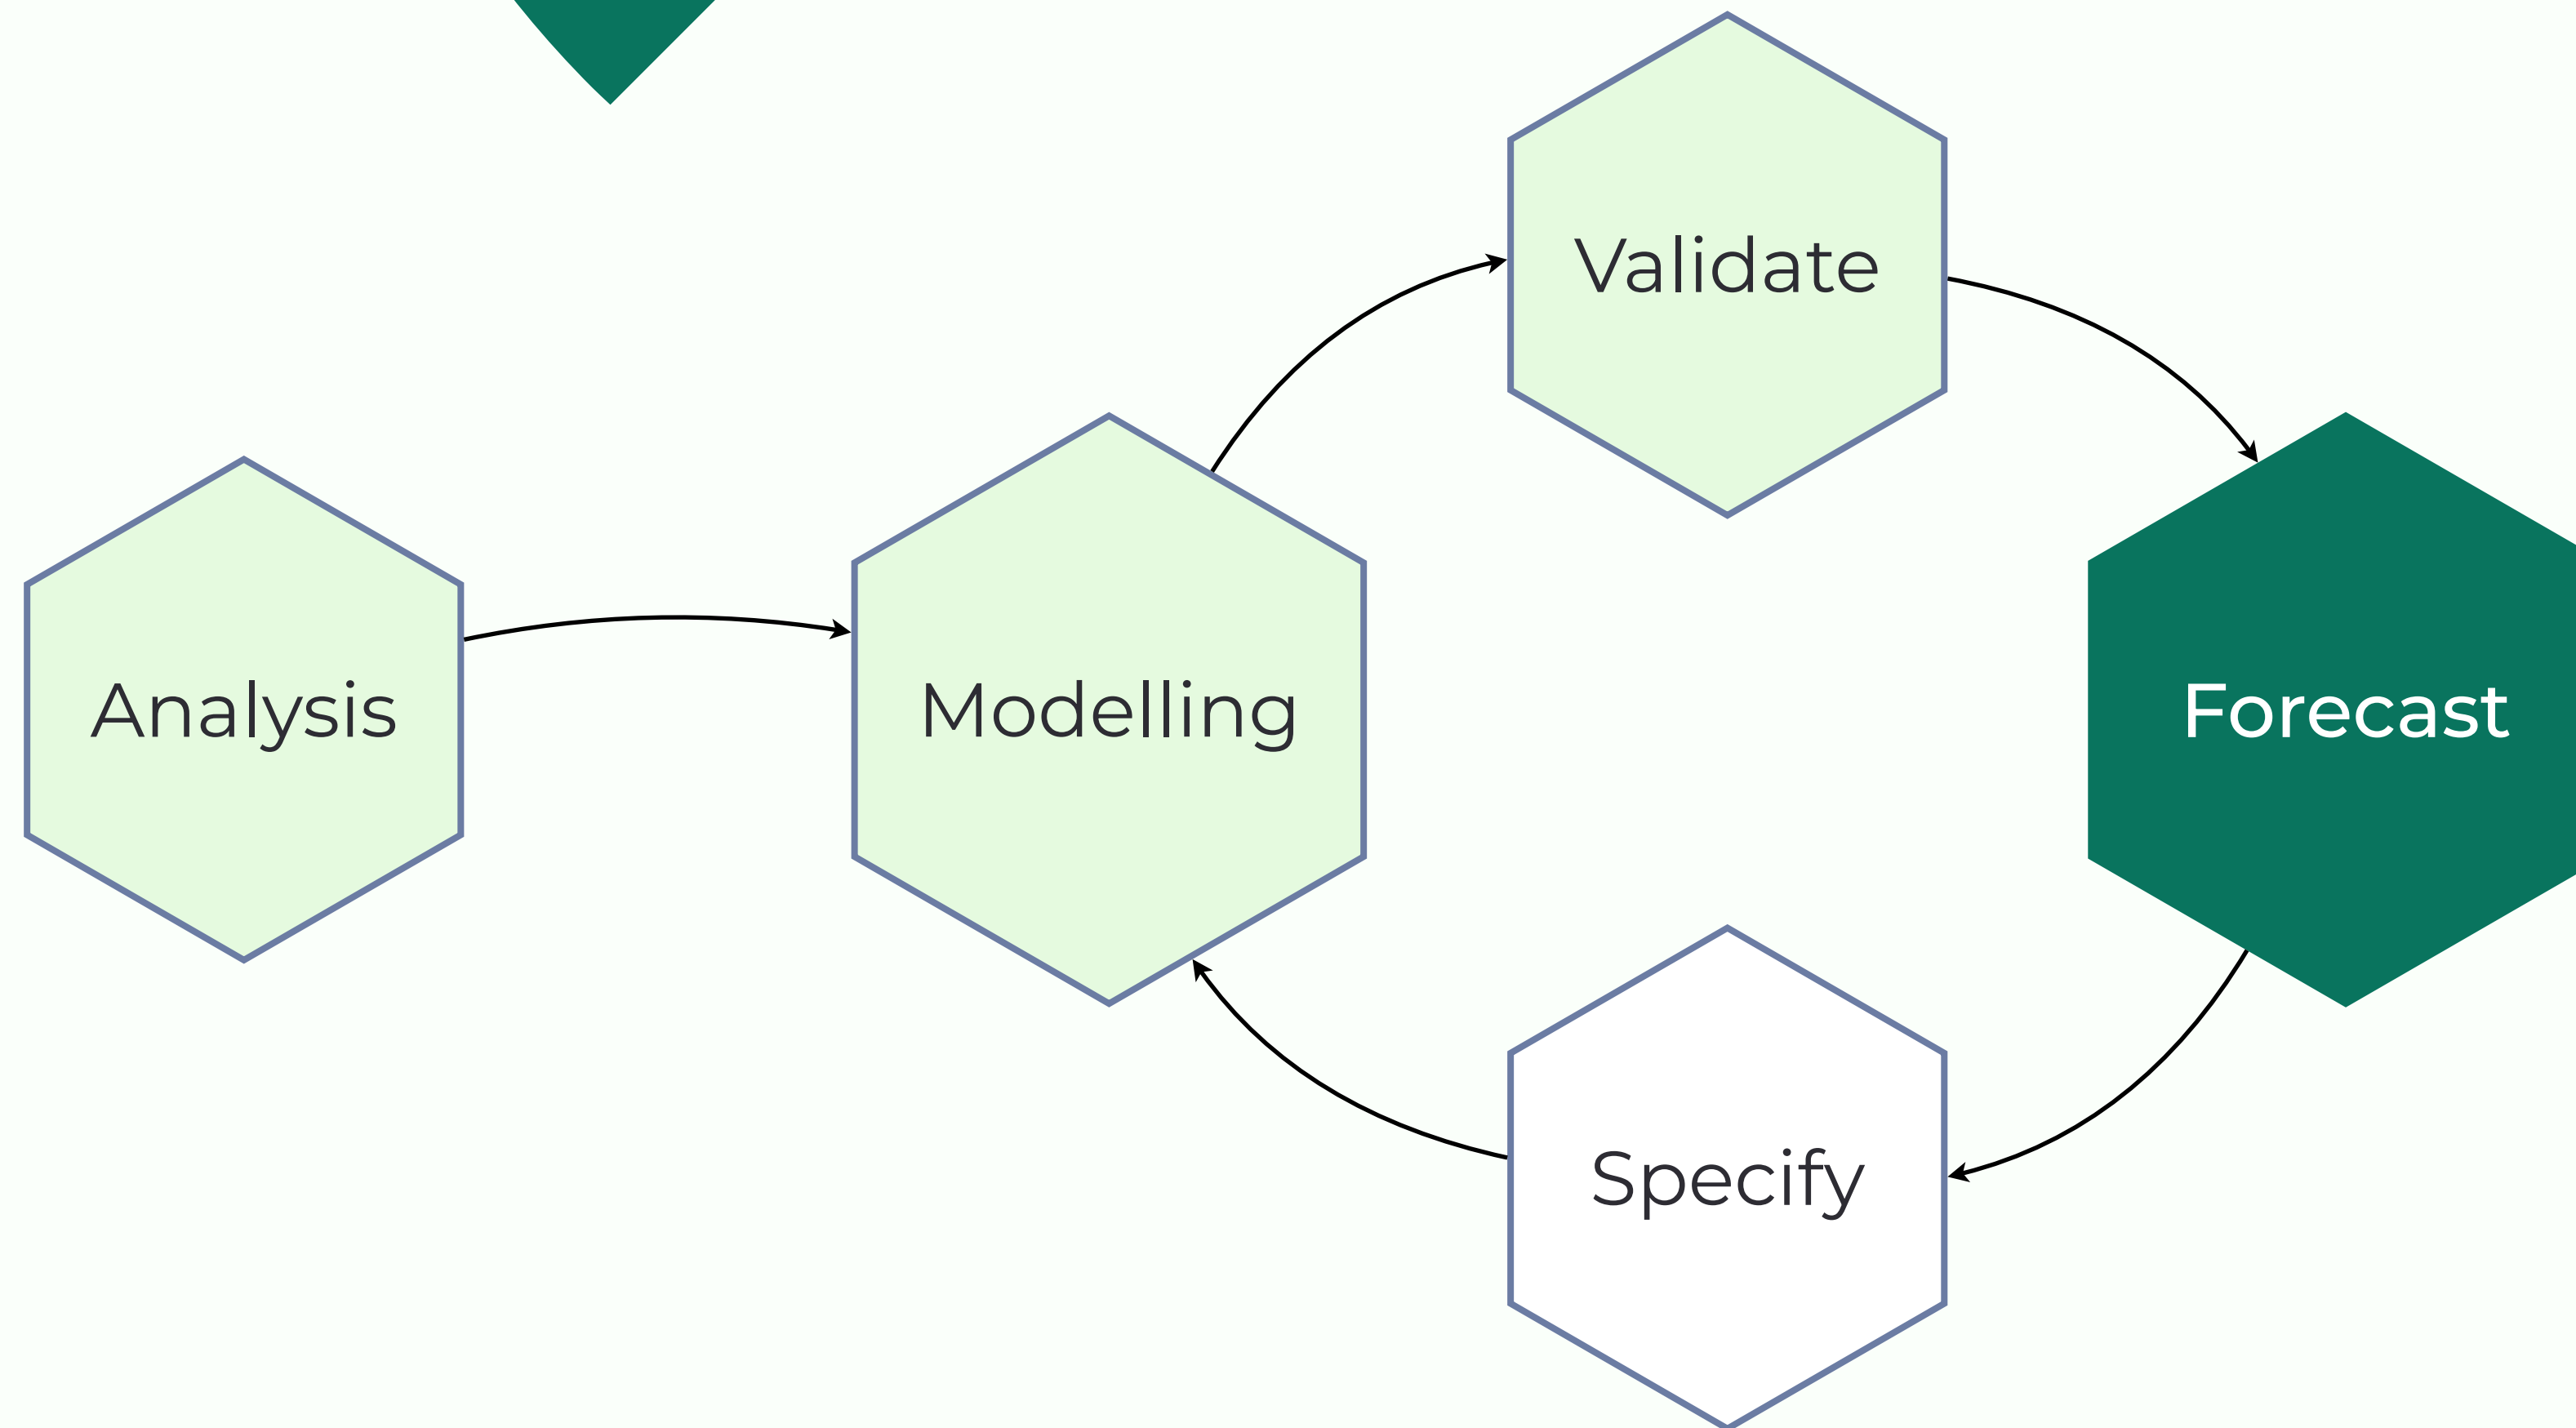 Validate
Analysis
Modelling
Forecast
Specify